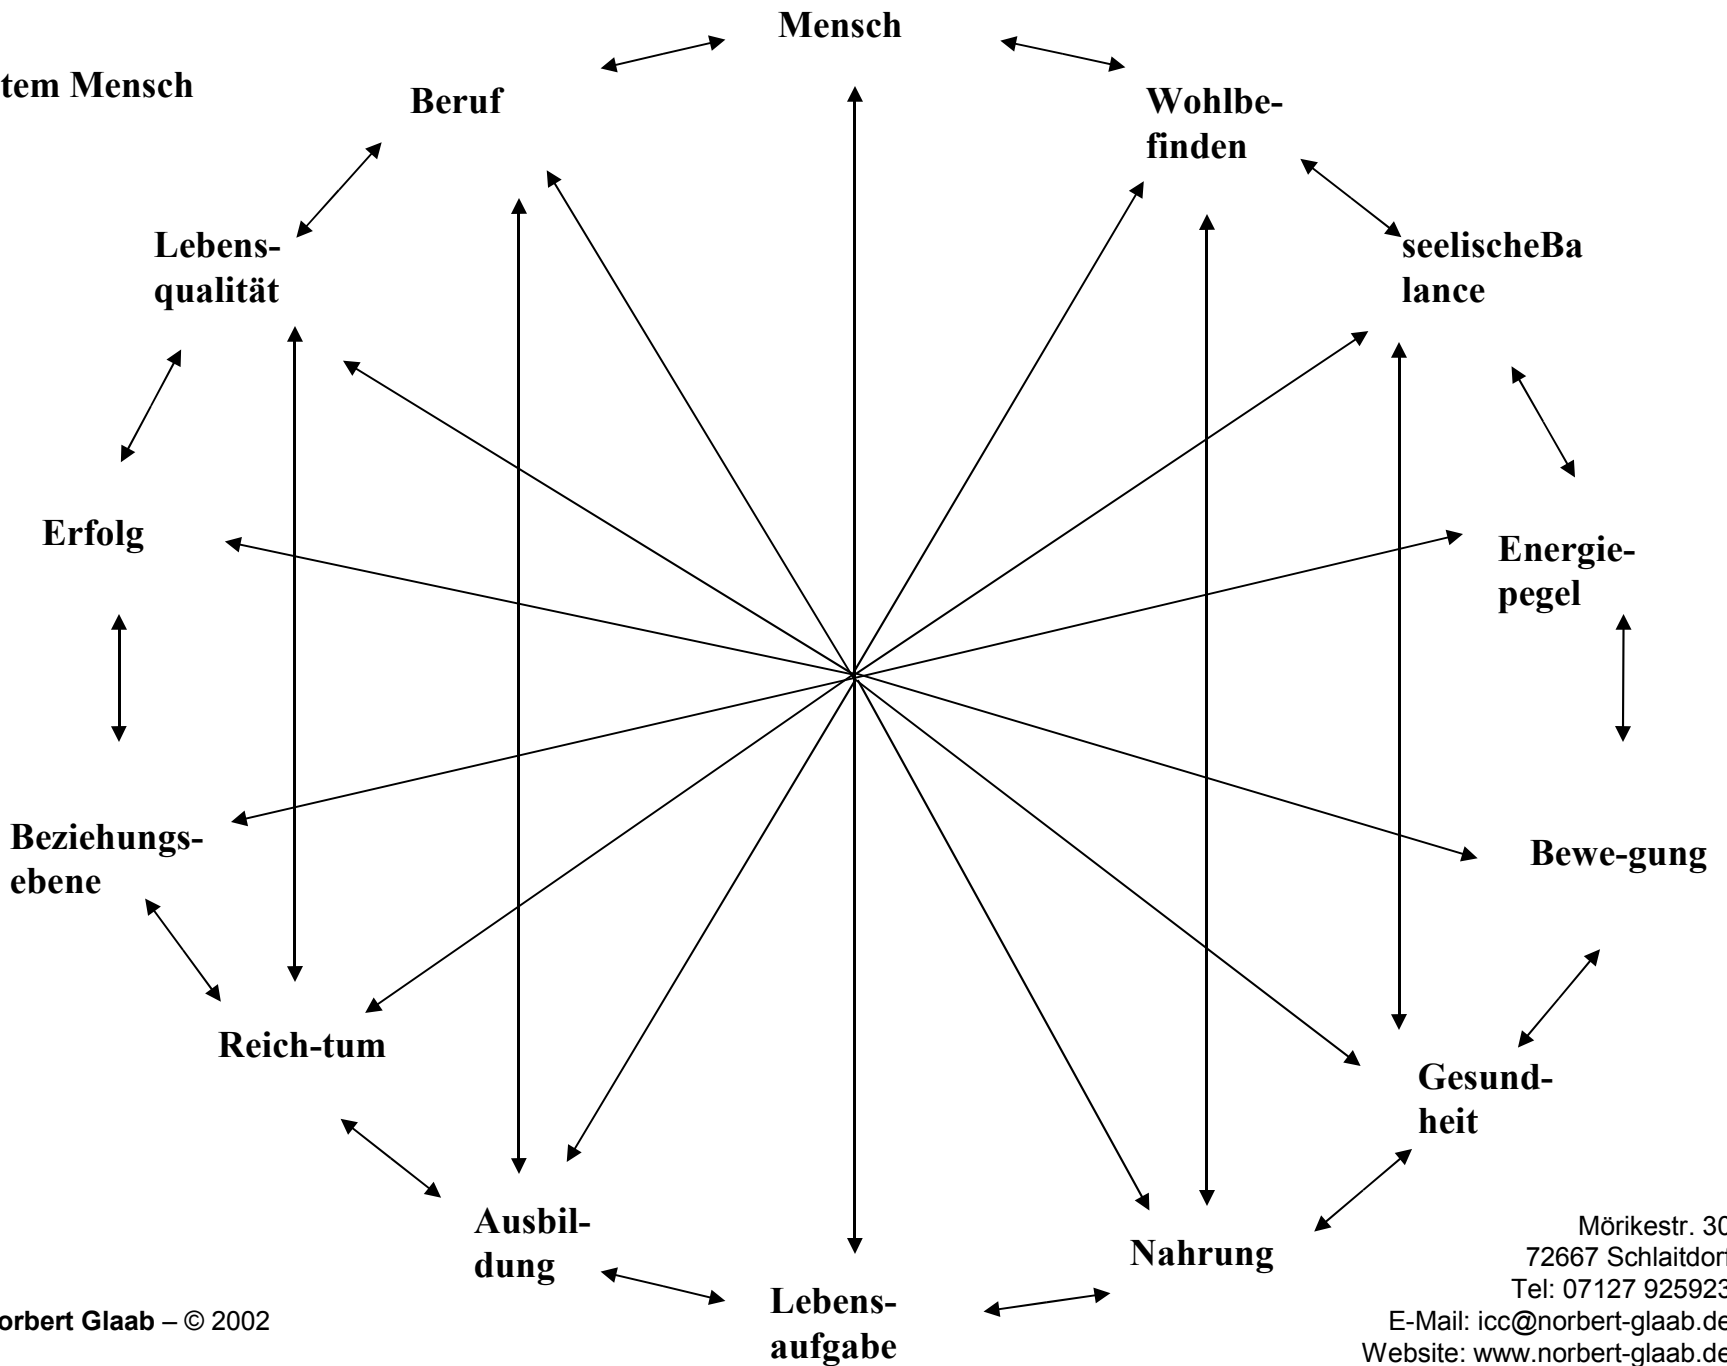 Mensch
tem Mensch
Beruf
Wohlbe-
finden
Lebens-
qualität
seelischeBa
lance
Erfolg
Energie-
pegel
Beziehungs-
ebene
Bewe-gung
Reich-tum
Gesund-
heit
Ausbil-
dung
Nahrung
Lebens-
aufgabe
orbert Glaab – © 2002
Mörikestr. 30
72667 Schlaitdorf
Tel: 07127 925923
E-Mail: icc@norbert-glaab.de
Website: www.norbert-glaab.de